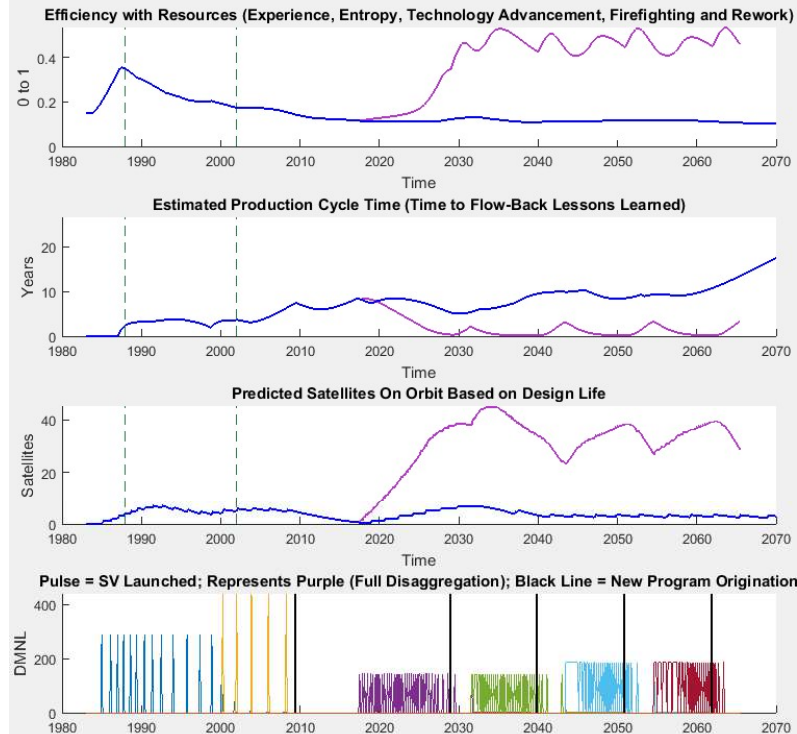 Efficiency with Resources (Experience, Entropy, Technology Advancement, Firefighting and Rework)
0 to 1
0.4
0.2
0
1980 1990 2000 2010 2020 2030 2040 2050 2060 2070
Time
Estimated Production Cycle Time (Time to Flow-Back Lessons Learned)
Years
20
10
0
1980 1990 2000 2010 2020 2030 2040 2050 2060 2070
Time
Predicted Satellites On Orbit Based on Design Life
Satellites
40
20
0
1980 1990 2000 2010 2020 2030 2040 2050 2060 2070
Time
Pulse = SV Launched; Represents Purple (Full Disaggregation); Black Line = New Program Origination
DMNL
400
200
0
1980 1990 2000 2010 2020 2030 2040 2050 2060 2070